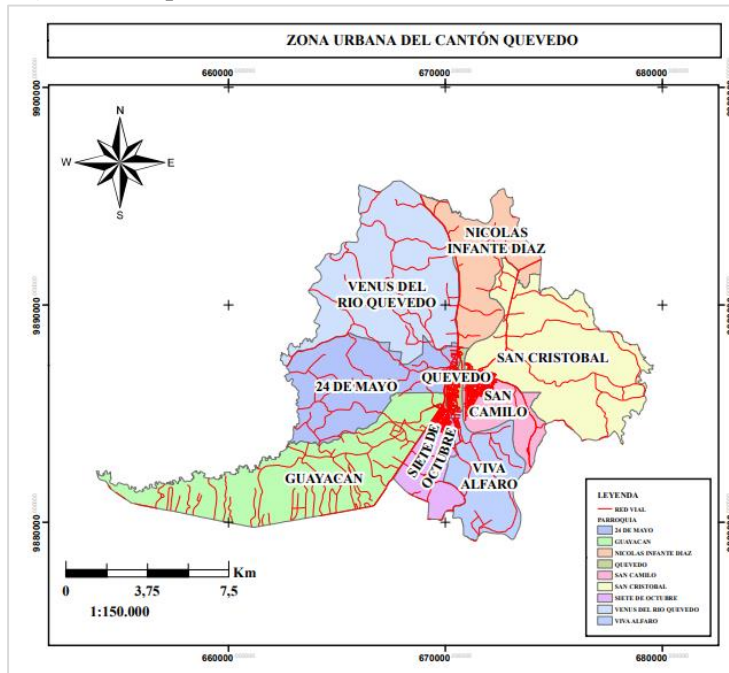 ZONA URBANA DEL CANTÓN QUEVEDO
660000 670000 680000
9900000
9890000
9880000
N
W E
S
NICOLAS
INFANTE DIAZ
VENUS DEL
RIO QUEVEDO
SAN CRISTOBAL
24 DE MAYO
QUEVEDO
SAN
CAMILO
SIETE DE
OCTUBRE
VIVA
ALFARO
GUAYACAN
Km
0 3,75 7,5
1:150.000
LEYENDA
RED VIAL
PARROQUIA
24 DE MAYO
GUAYACAN
NICOLAS INFANTE DIAZ
QUEVEDO
SAN CAMILO
SAN CRISTOBAL
SIETE DE OCTUBRE
VENUS DEL RIO QUEVEDO
VIVA ALFARO
660000 670000 680000